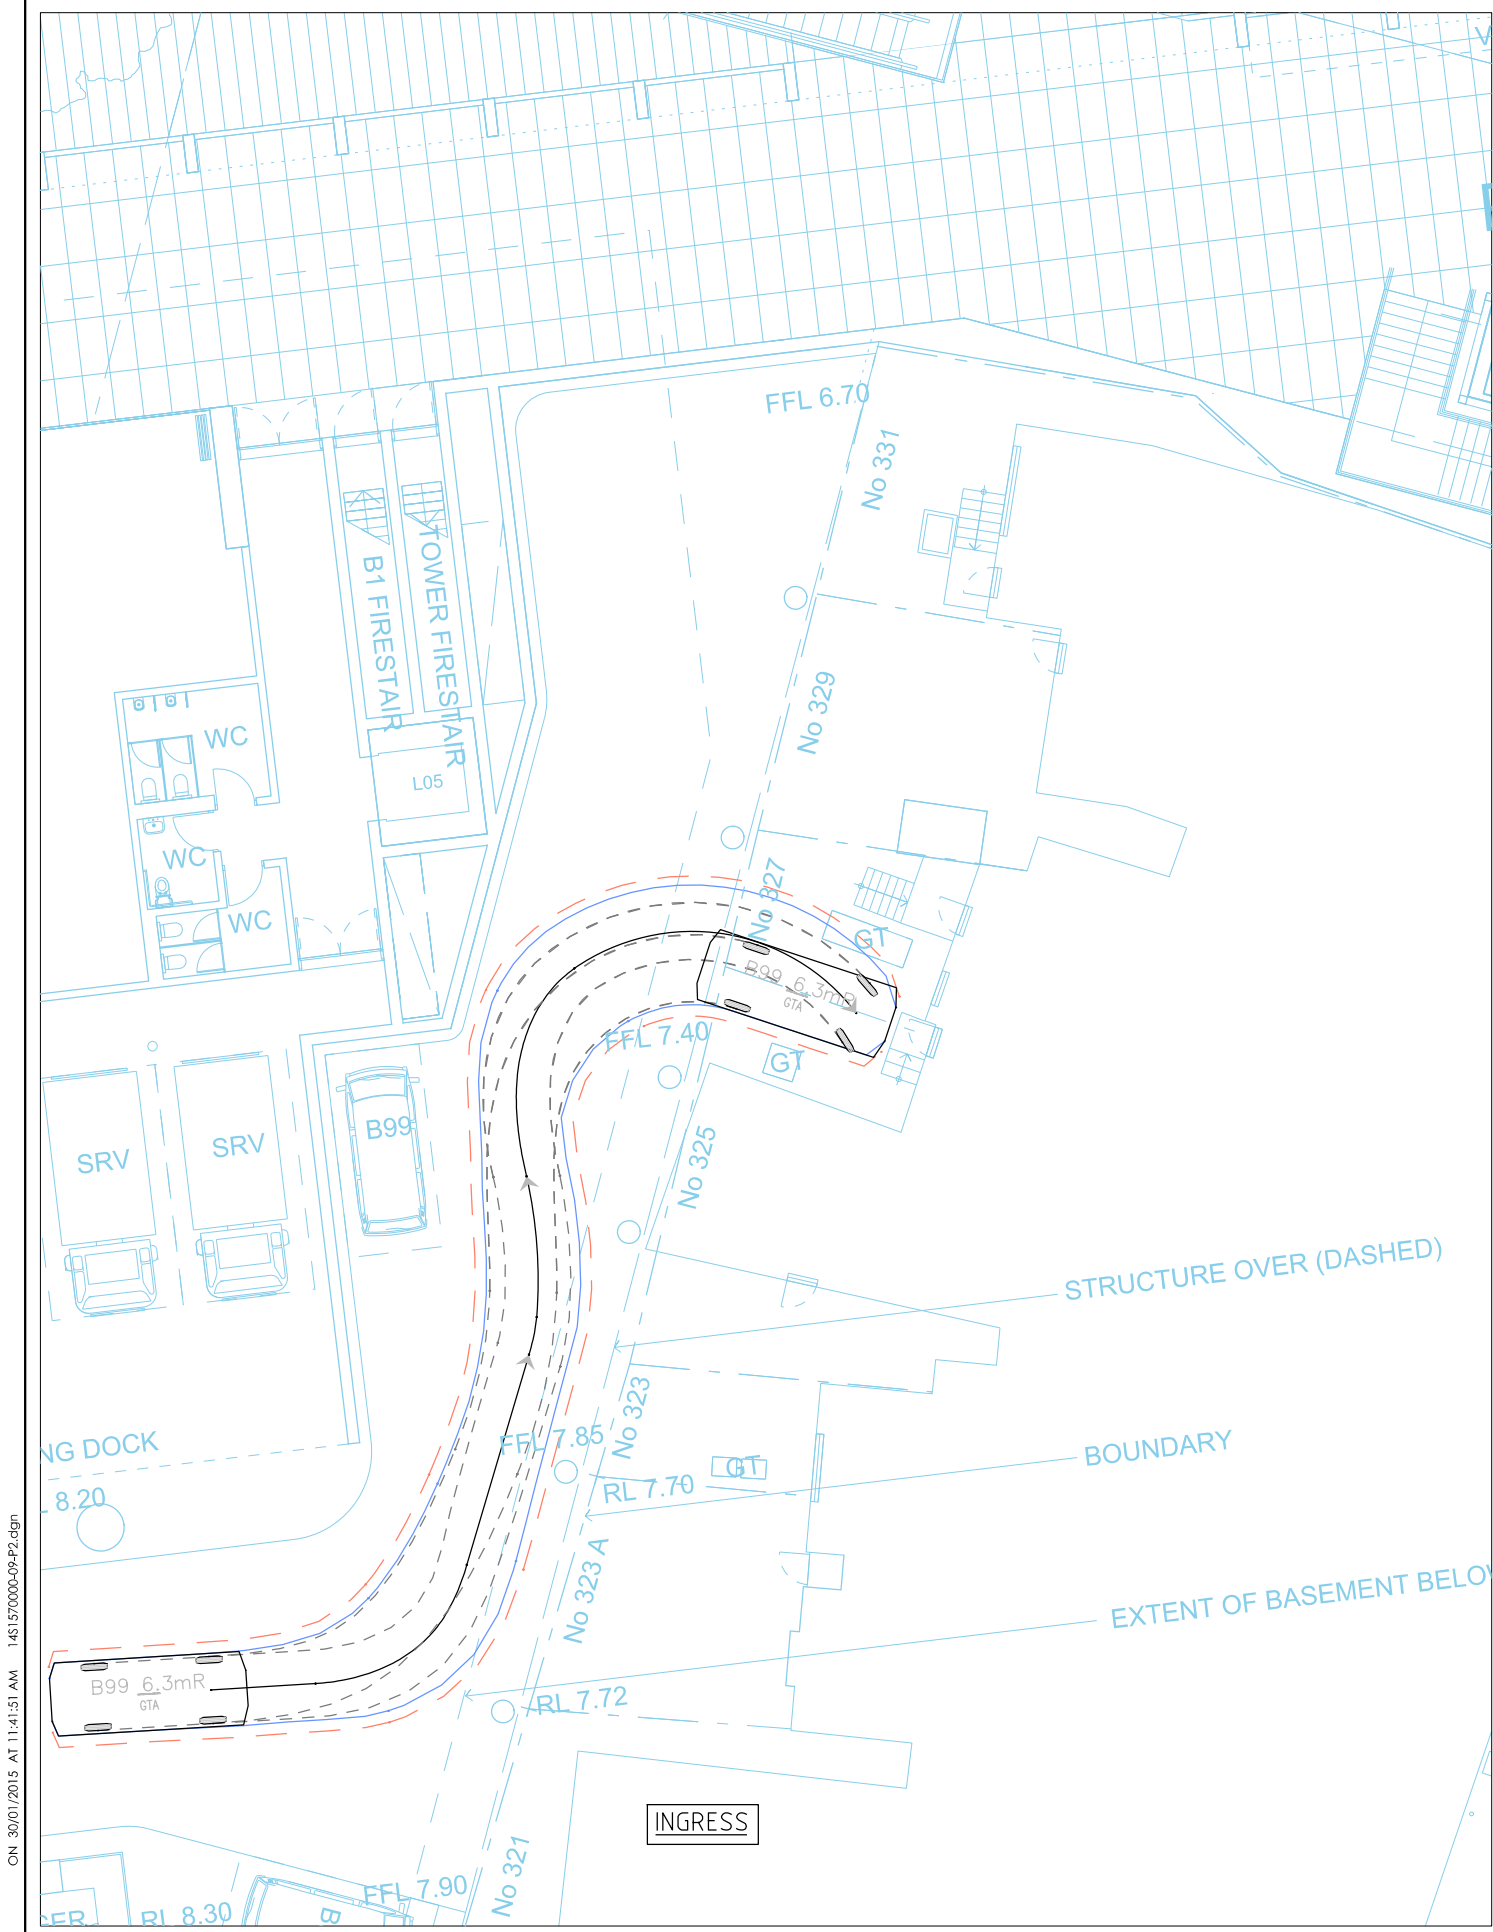 FFL 6.70
No 331
B1 FIRESTAIR
TOWER FIRESTAIR
No 329
WC
L05
WC
No 327
WC
GT
B99 6.3mR
GTA
FFL 7.40
GT
B99
SRV
SRV
No 325
STRUCTURE OVER (DASHED)
No 323
FFL 7.85
NG DOCK
BOUNDARY
GT
RL 7.70
8.20
No 323 A
EXTENT OF BASEMENT BELO
B99 6.3mR
GTA
RL 7.72
INGRESS
No 321
FFL 7.90
GER
RL 8.30
B
ON 30/01/2015 AT 11:41:51 AM 14S1570000-09-P2.dgn